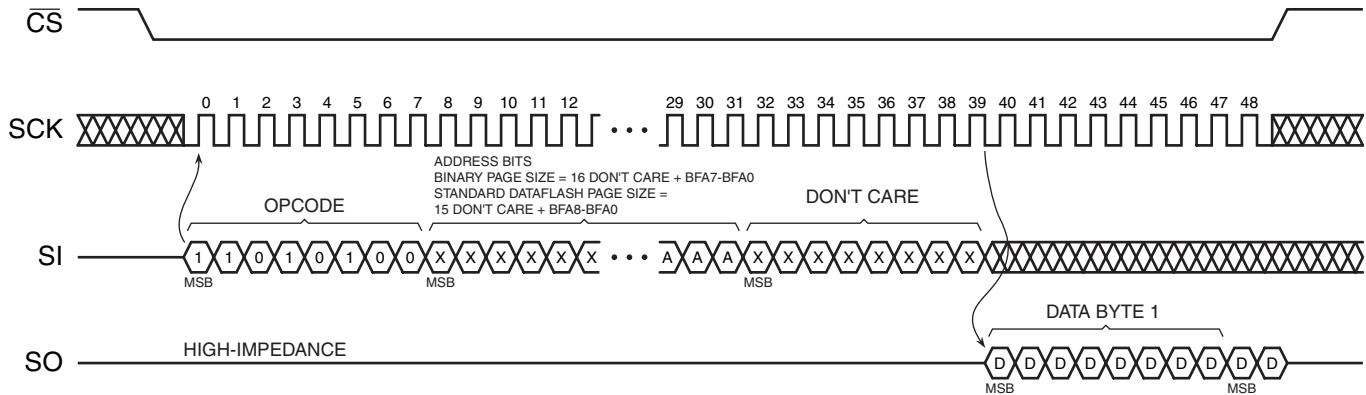 CS
SCK
0 1 2 3 4 5 6 7 8 9 10 11 12 • • • 29 30 31 32 33 34 35 36 37 38 39 40 41 42 43 44 45 46 47 48
ADDRESS BITS
BINARY PAGE SIZE = 16 DON'T CARE + BFA7-BFA0
STANDARD DATAFLASH PAGE SIZE =
15 DON'T CARE + BFA8-BFA0
OPCODE
DON'T CARE
SI
1 1 0 1 0 1 0 0 X X X X X X • • • A A A X X X X X X X X
MSB MSB MSB
DATA BYTE 1
SO
HIGH-IMPEDANCE
D D D D D D D D D D
MSB MSB